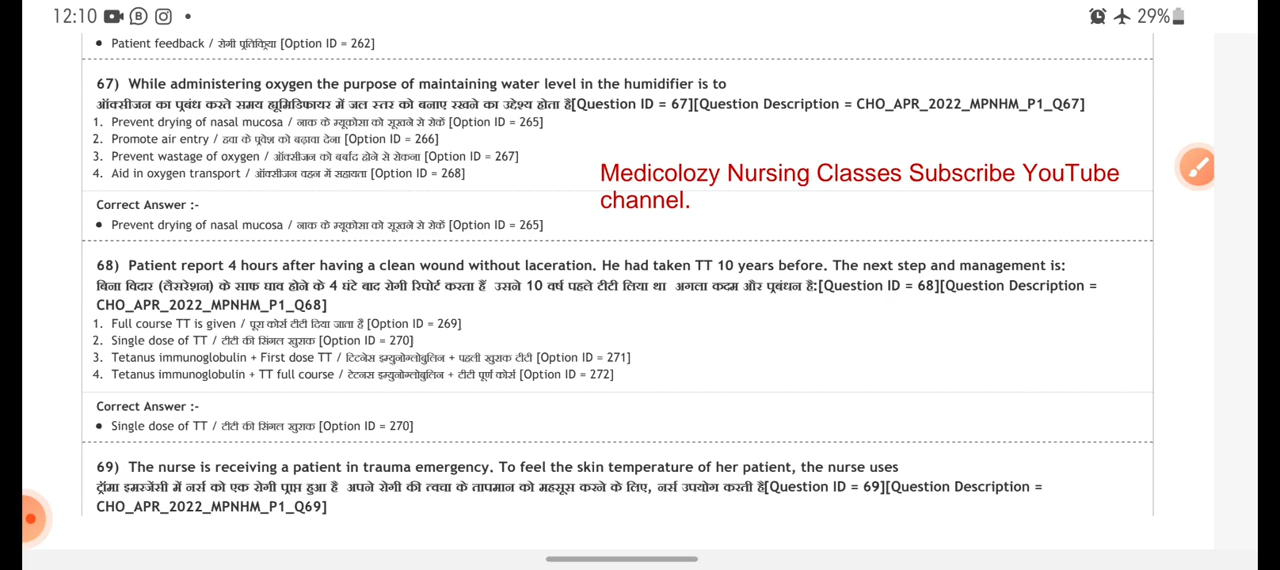 12:10
29%
• Patient feedback / रोगी प्रतिक्रिया [Option ID = 262]
67) While administering oxygen the purpose of maintaining water level in the humidifier is to
ऑक्सीजन का प्रबंध करते समय ह्यूमिडिफायर में जल स्तर को बनाए रखने का उद्देश्य होता है[Question ID = 67][Question Description = CHO_APR_2022_MPNHM_P1_Q67]
1. Prevent drying of nasal mucosa / नाक के म्यूकोसा को सूखने से रोकें [Option ID = 265]
2. Promote air entry / हवा के प्रवेश को बढ़ावा देना [Option ID = 266]
3. Prevent wastage of oxygen / ऑक्सीजन को बर्बाद होने से रोकना [Option ID = 267]
4. Aid in oxygen transport / ऑक्सीजन वहन में सहायता [Option ID = 268]
Medicolozy Nursing Classes Subscribe YouTube
channel.
Correct Answer :-
• Prevent drying of nasal mucosa / नाक के म्यूकोसा को सूखने से रोकें [Option ID = 265]
68) Patient report 4 hours after having a clean wound without laceration. He had taken TT 10 years before. The next step and management is:
बिना विदार (लैसरेशन) के साफ घाव होने के 4 घंटे बाद रोगी रिपोर्ट करता हैं उसने 10 वर्ष पहले टीटी लिया था अगला कदम और प्रबंधन है:[Question ID = 68][Question Description =
CHO_APR_2022_MPNHM_P1_Q68]
1. Full course TT is given / पूरा कोर्स टीटी दिया जाता है [Option ID = 269]
2. Single dose of TT / टीटी की सिंगल खुराक [Option ID = 270]
3. Tetanus immunoglobulin + First dose TT / टिटनेस इम्युनोग्लोबुलिन + पहली खुराक टीटी [Option ID = 271]
4. Tetanus immunoglobulin + TT full course / टेटनस इम्युनोग्लोबुलिन + टीटी पूर्ण कोर्स [Option ID = 272]
Correct Answer :-
• Single dose of TT / टीटी की सिंगल खुराक [Option ID = 270]
69) The nurse is receiving a patient in trauma emergency. To feel the skin temperature of her patient, the nurse uses
ट्रॉमा इमरजेंसी में नर्स को एक रोगी प्राप्त हुआ है अपने रोगी की त्वचा के तापमान को महसूस करने के लिए, नर्स उपयोग करती है[Question ID = 69][Question Description =
CHO_APR_2022_MPNHM_P1_Q69]